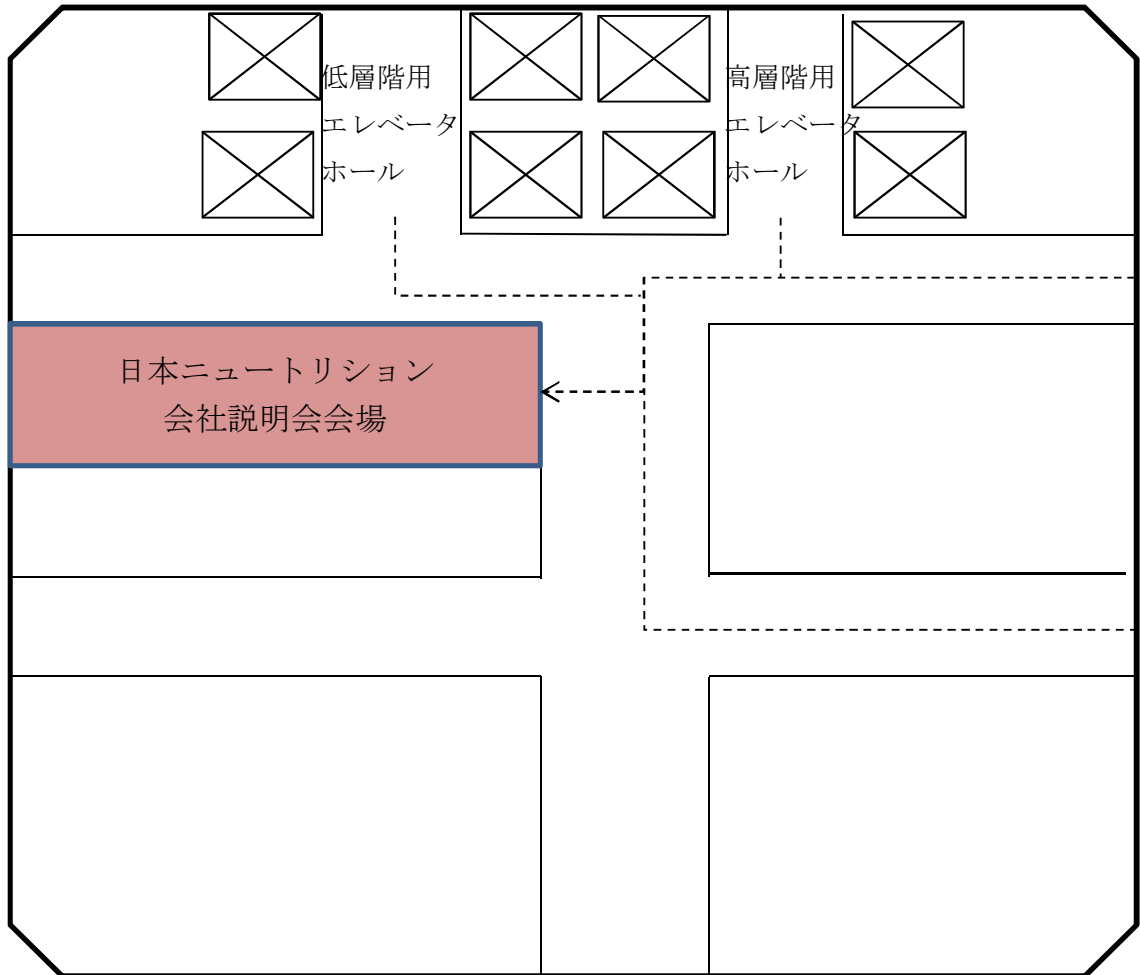 低層階用
エレベータ
ホール
高層階用
エレベータ
ホール
日本ニュートリション
会社説明会会場